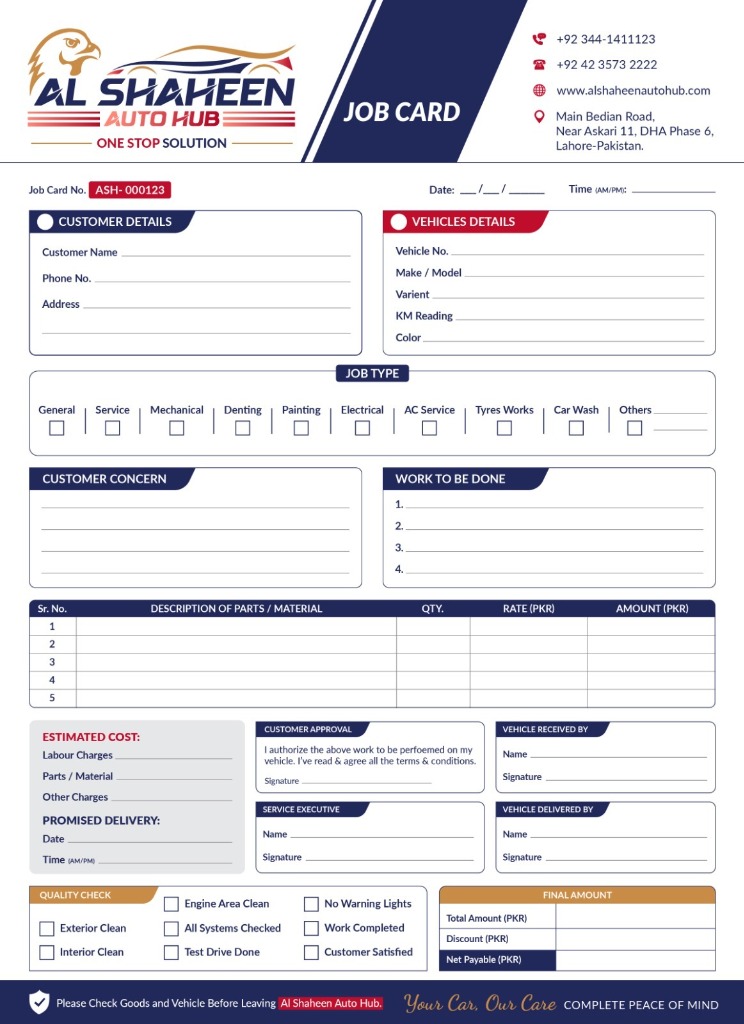 AL SHAHEEN
AUTO HUB
ONE STOP SOLUTION
JOB CARD
+92 344-1411123
+92 42 3573 2222
www.alshaheenautohub.com
Main Bedian Road,
Near Askari 11, DHA Phase 6,
Lahore-Pakistan.
Job Card No. ASH- 000123
Date: ___ /___ / ______ Time (AM/PM):
CUSTOMER DETAILS
Customer Name
Phone No.
Address
VEHICLES DETAILS
Vehicle No.
Make / Model
Varient
KM Reading
Color
JOB TYPE
General Service Mechanical Denting Painting Electrical AC Service Tyres Works Car Wash Others
CUSTOMER CONCERN
WORK TO BE DONE
1.
2.
3.
4.
Sr. No. DESCRIPTION OF PARTS / MATERIAL QTY. RATE (PKR) AMOUNT (PKR)
1
2
3
4
5
ESTIMATED COST:
Labour Charges
Parts / Material
Other Charges
PROMISED DELIVERY:
Date
Time (AM/PM)
CUSTOMER APPROVAL
I authorize the above work to be perfoemed on my
vehicle. I've read & agree all the terms & conditions.
Signature
VEHICLE RECEIVED BY
Name
Signature
SERVICE EXECUTIVE
Name
Signature
VEHICLE DELIVERED BY
Name
Signature
QUALITY CHECK
Exterior Clean
Interior Clean
Engine Area Clean
All Systems Checked
Test Drive Done
No Warning Lights
Work Completed
Customer Satisfied
FINAL AMOUNT
Total Amount (PKR)
Discount (PKR)
Net Payable (PKR)
Please Check Goods and Vehicle Before Leaving Al Shaheen Auto Hub. Your Car, Our Care COMPLETE PEACE OF MIND